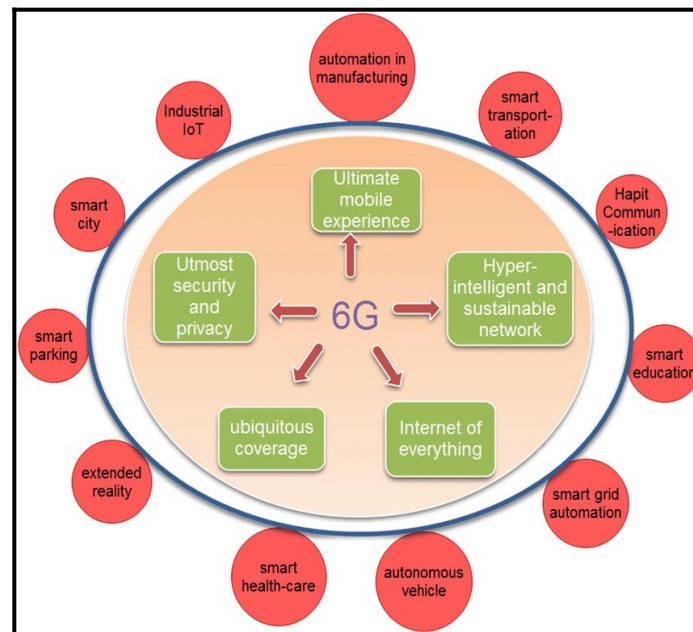 automation in
manufacturing
Industrial
IoT
smart
transport-
ation
smart
city
Hapit
Commun
-ication
Ultimate
mobile
experience
Utmost
security
and
privacy
6G
Hyper-
intelligent and
sustainable
network
smart
parking
smart
education
ubiquitous
coverage
Internet of
everything
extended
reality
smart grid
automation
smart
health-care
autonomous
vehicle